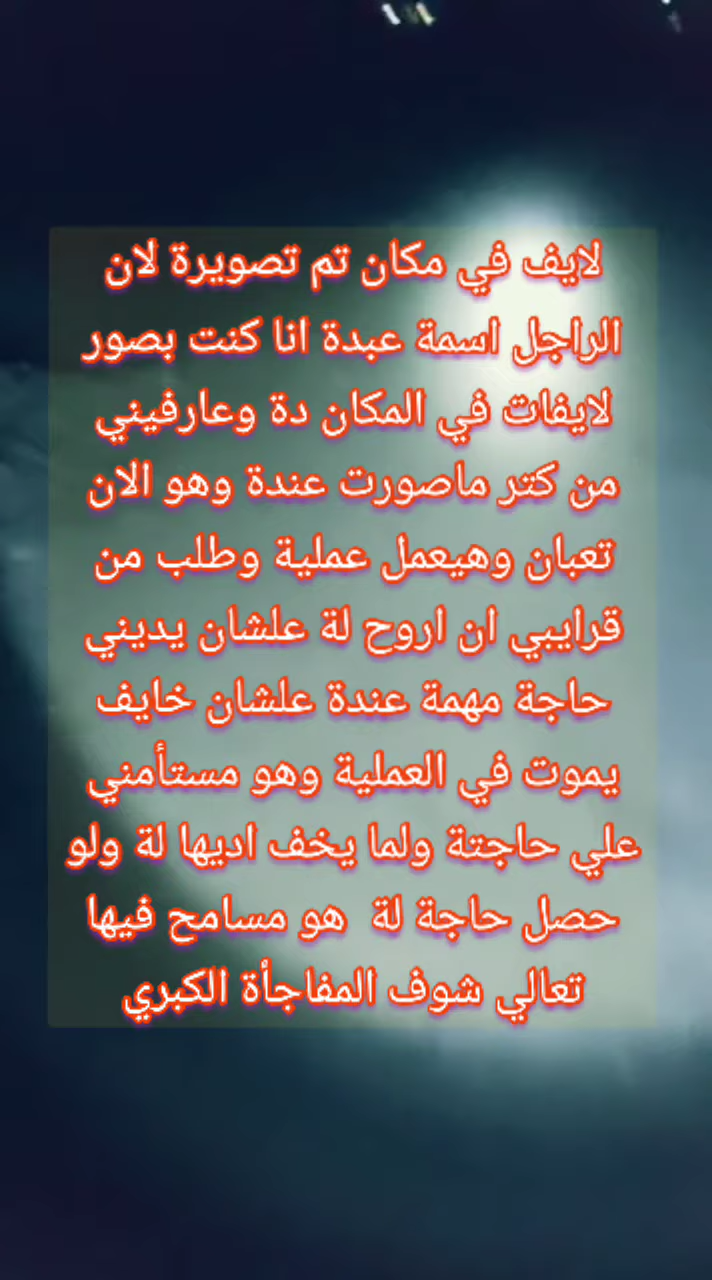 لايف في مكان تم تصويرة لان
الراجل اسمة عبدة انا كنت بصور
لايفات في المكان دة وعارفيني
من كتر ماصورت عندة وهو الان
تعبان وهيعمل عملية وطلب من
قرايبي ان اروح لة علشان يديني
حاجة مهمة عندة علشان خايف
يموت في العملية وهو مستأمني
علي حاجتة ولما يخف اديها لة ولو
حصل حاجة لة هو مسامح فيها
تعالي شوف المفاجأة الكبري